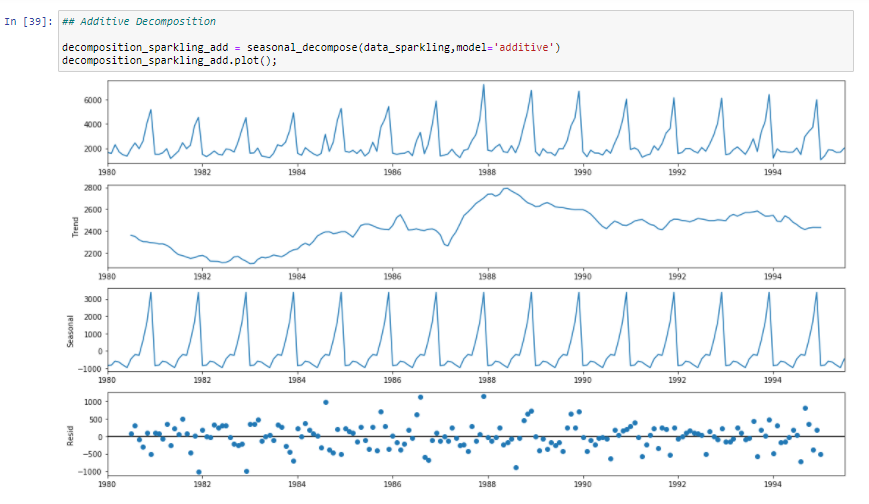 In [39]: ## Additive Decomposition
decomposition_sparkling_add = seasonal_decompose(data_sparkling,model='additive')
decomposition_sparkling_add.plot();
6000
4000
2000
1980 1982 1984 1986 1988 1990 1992 1994
2800
2600
2400
2200
Trend
1980 1982 1984 1986 1988 1990 1992 1994
3000
2000
1000
0
−1000
Seasonal
1980 1982 1984 1986 1988 1990 1992 1994
1000
500
0
−500
−1000
Resid
1980 1982 1984 1986 1988 1990 1992 1994